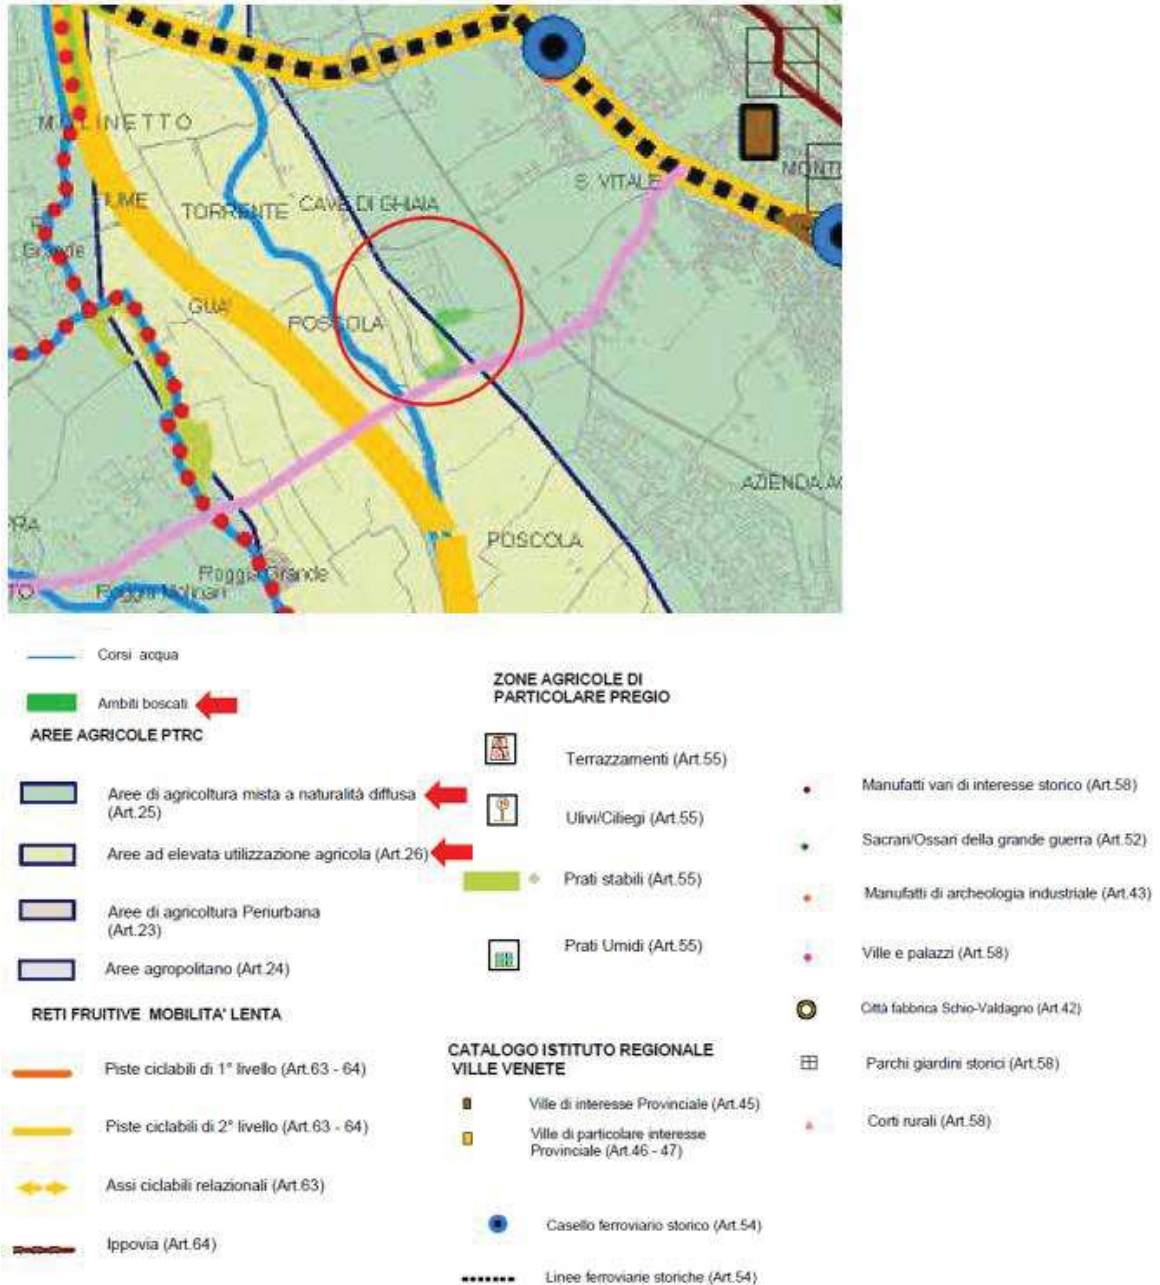 MOLINETTO
FIUME
TORRENTE
CAVE DI GHIAIA
S. VITALE
Grande
GUA'
POSCOLA
AZIENDA
POSCOLA
Roggia Grande
Roggia Molinari
TO
Corsi acqua
Ambiti boscati
AREE AGRICOLE PTRC
Aree di agricoltura mista a naturalità diffusa
(Art.25)
Aree ad elevata utilizzazione agricola (Art.26)
Aree di agricoltura Periurbana
(Art.23)
Aree agropolitano (Art.24)
RETI FRUITIVE MOBILITA' LENTA
Piste ciclabili di 1° livello (Art.63 - 64)
Piste ciclabili di 2° livello (Art.63 - 64)
Assi ciclabili relazionali (Art.63)
Ippovia (Art.64)
ZONE AGRICOLE DI
PARTICOLARE PREGIO
Terrazzamenti (Art.55)
Ulivi/Ciliegi (Art.55)
Prati stabili (Art.55)
Prati Umidi (Art.55)
CATALOGO ISTITUTO REGIONALE
VILLE VENETE
Ville di interesse Provinciale (Art.45)
Ville di particolare interesse
Provinciale (Art.46 - 47)
Casello ferroviario storico (Art.54)
Linee ferroviarie storiche (Art.54)
Manufatti vari di interesse storico (Art.58)
Sacrari/Ossari della grande guerra (Art.52)
Manufatti di archeologia industriale (Art.43)
Ville e palazzi (Art.58)
Città fabbrica Schio-Valdagno (Art.42)
Parchi giardini storici (Art.58)
Corti rurali (Art.58)